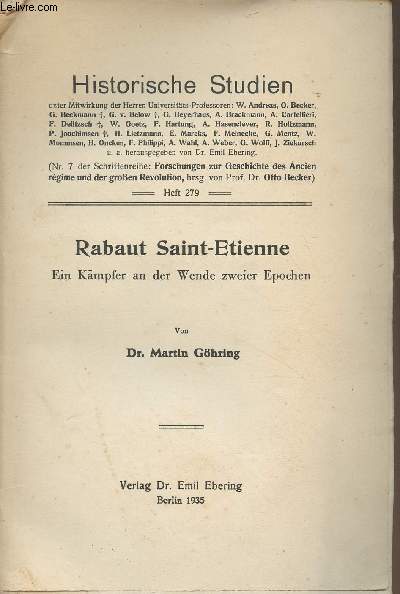 Historische Studien
unter Mitwirkung der Herren Universitäts-Professoren: W. Andreas, O. Becker,
G. Beckmann †, G. v. Below †, G. Beyerhaus, A. Brackmann, A. Cartellieri,
F. Delitzsch †, W. Goetz, F. Hartung, A. Hasenclever, R. Holtzmann,
P. Joachimsen †, H. Lietzmann, E. Marcks, F. Meinecke, G. Mentz, W.
Mommsen, H. Oncken, F. Philippi, A. Wahl, A. Weber, G. Wolff, J. Ziekursch
u. a. herausgegeben von Dr. Emil Ebering.
(Nr. 7 der Schriftenreihe: Forschungen zur Geschichte des Ancien
régime und der großen Revolution, hrsg. von Prof. Dr. Otto Becker)
Heft 279
Rabaut Saint-Etienne
Ein Kämpfer an der Wende zweier Epochen
Von
Dr. Martin Göhring
Verlag Dr. Emil Ebering
Berlin 1935